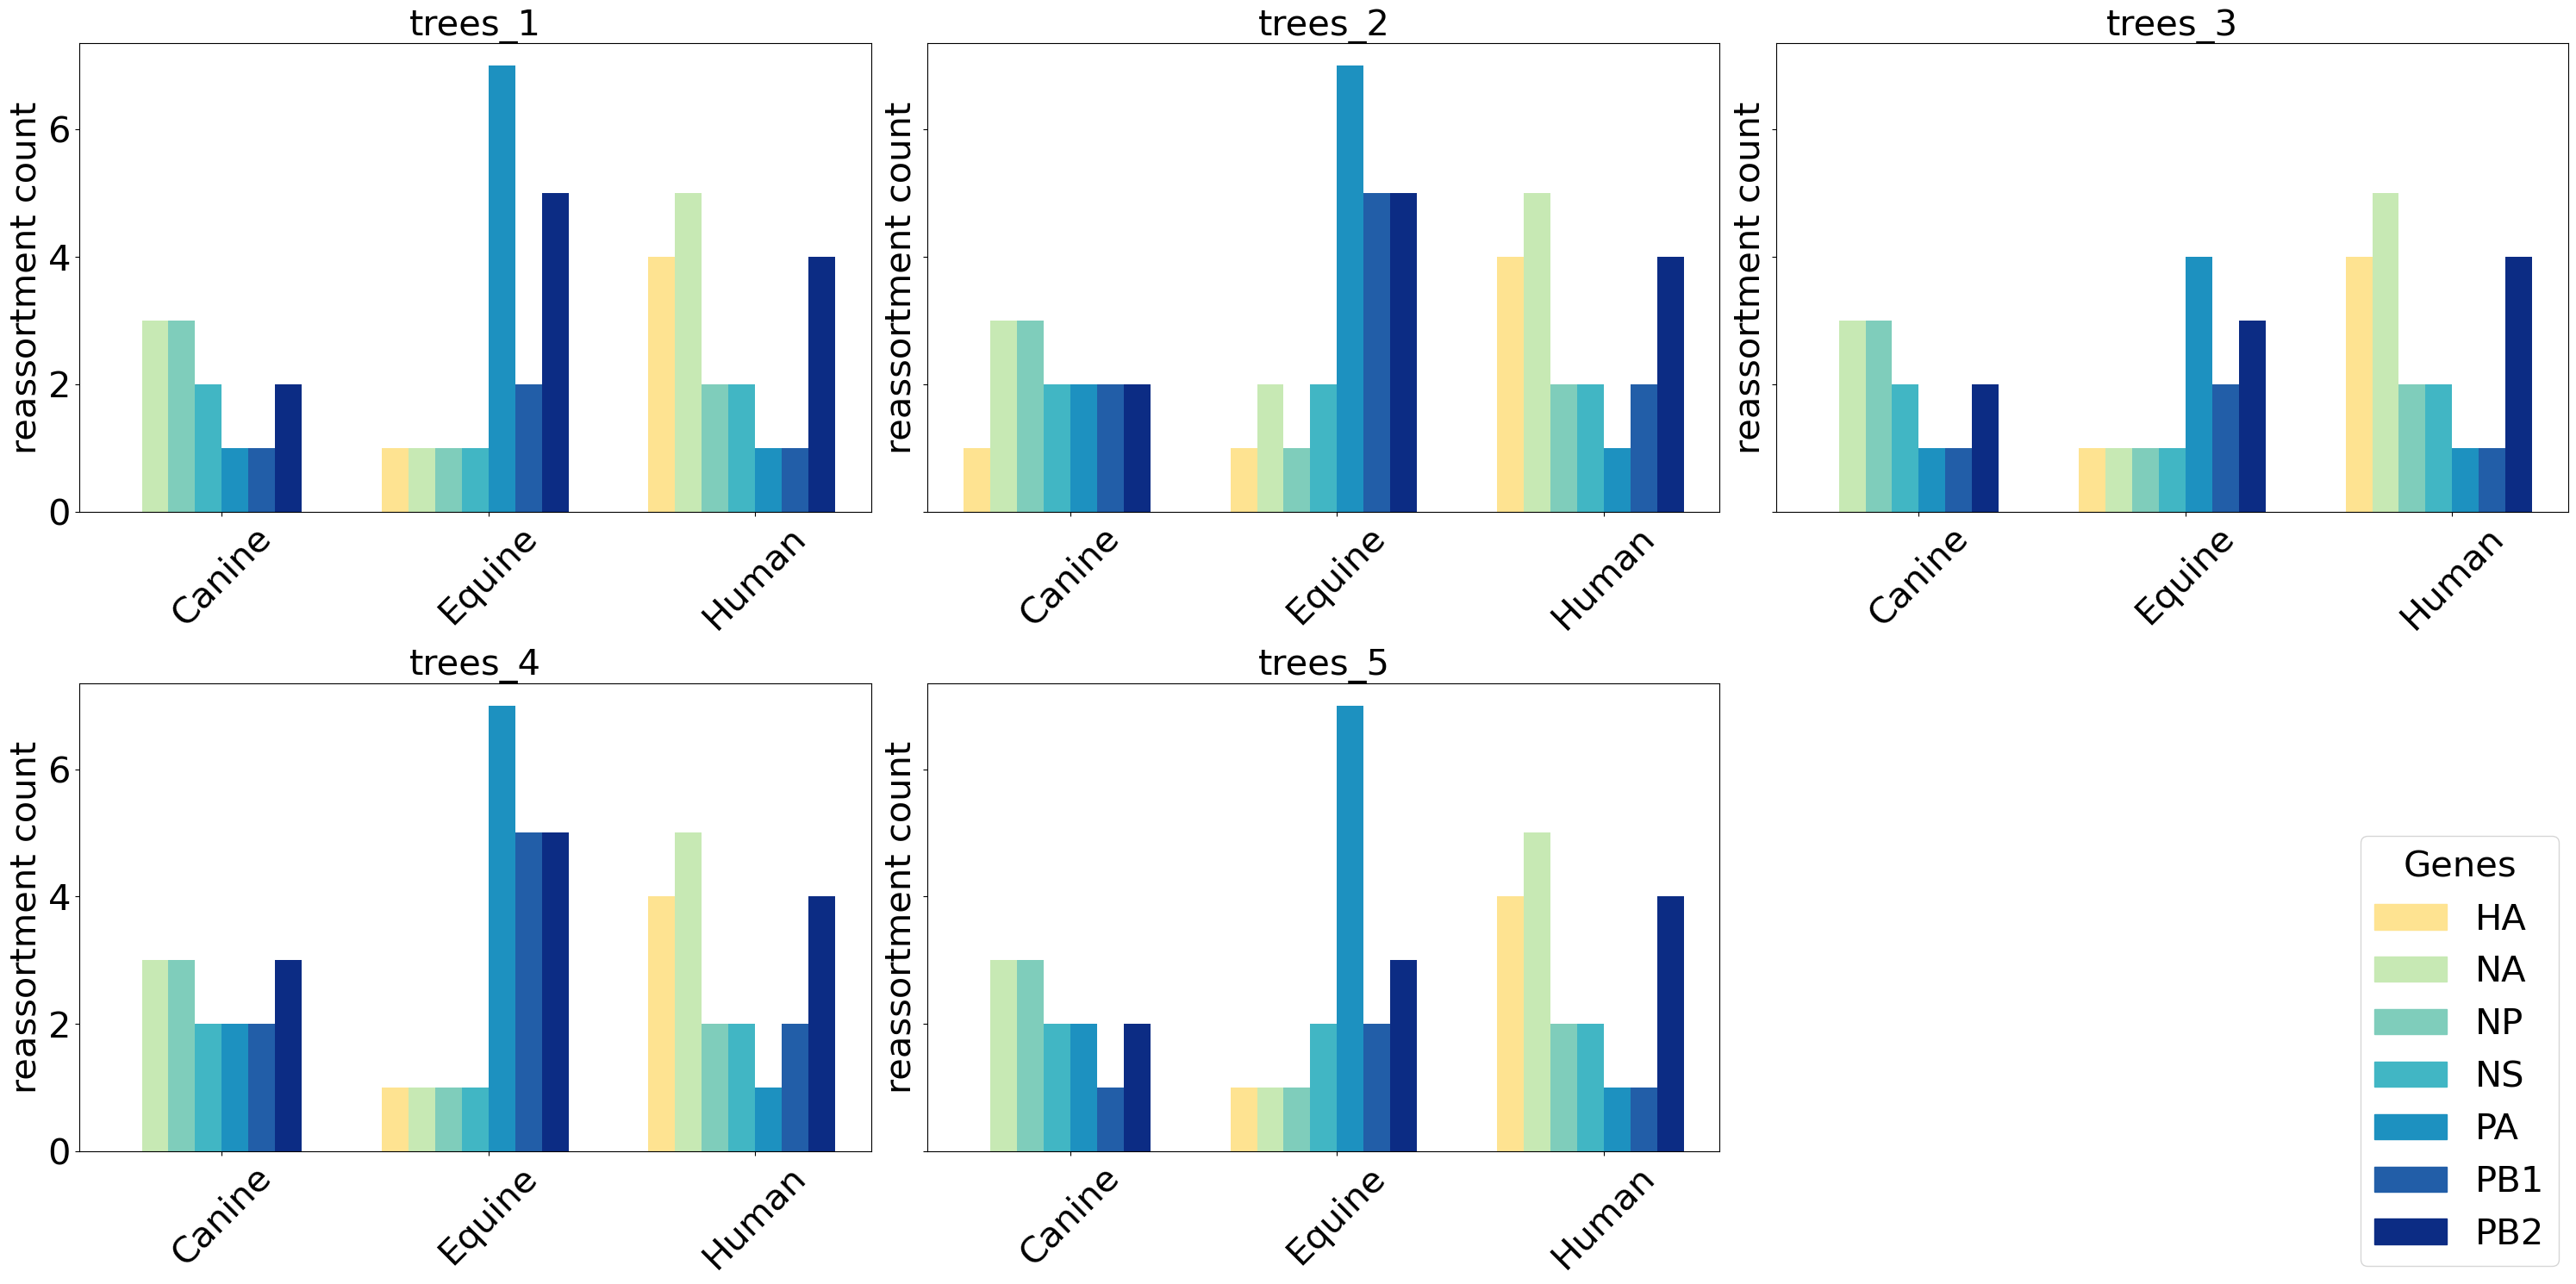 trees_1
trees_2
trees_3
reassortment count
6
4
2
0
Canine
Equine
Human
reassortment count
Canine
Equine
Human
reassortment count
Canine
Equine
Human
trees_4
trees_5
reassortment count
6
4
2
0
Canine
Equine
Human
reassortment count
Canine
Equine
Human
Genes
HA
NA
NP
NS
PA
PB1
PB2